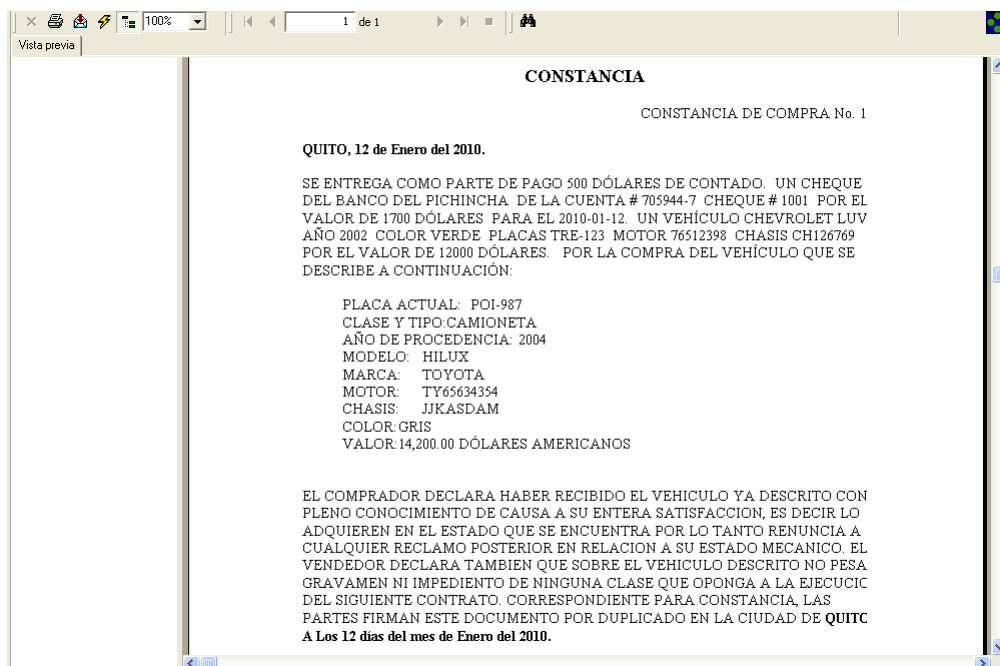 100%
1 de 1
Vista previa
CONSTANCIA
CONSTANCIA DE COMPRA No. 1
QUITO, 12 de Enero del 2010.
SE ENTREGA COMO PARTE DE PAGO 500 DÓLARES DE CONTADO. UN CHEQUE
DEL BANCO DEL PICHINCHA DE LA CUENTA # 705944-7 CHEQUE # 1001 POR EL
VALOR DE 1700 DÓLARES PARA EL 2010-01-12. UN VEHÍCULO CHEVROLET LUV
AÑO 2002 COLOR VERDE PLACAS TRE-123 MOTOR 76512398 CHASIS CH126769
POR EL VALOR DE 12000 DÓLARES. POR LA COMPRA DEL VEHÍCULO QUE SE
DESCRIBE A CONTINUACIÓN:
PLACA ACTUAL: POI-987
CLASE Y TIPO:CAMIONETA
AÑO DE PROCEDENCIA: 2004
MODELO: HILUX
MARCA: TOYOTA
MOTOR: TY65634354
CHASIS: JJKASDAM
COLOR:GRIS
VALOR:14,200.00 DÓLARES AMERICANOS
EL COMPRADOR DECLARA HABER RECIBIDO EL VEHICULO YA DESCRITO CON
PLENO CONOCIMIENTO DE CAUSA A SU ENTERA SATISFACCION, ES DECIR LO
ADQUIEREN EN EL ESTADO QUE SE ENCUENTRA POR LO TANTO RENUNCIA A
CUALQUIER RECLAMO POSTERIOR EN RELACION A SU ESTADO MECANICO. EL
VENDEDOR DECLARA TAMBIEN QUE SOBRE EL VEHICULO DESCRITO NO PESA
GRAVAMEN NI IMPEDIENTO DE NINGUNA CLASE QUE OPONGA A LA EJECUCIC
DEL SIGUIENTE CONTRATO. CORRESPONDIENTE PARA CONSTANCIA, LAS
PARTES FIRMAN ESTE DOCUMENTO POR DUPLICADO EN LA CIUDAD DE QUITO
A Los 12 días del mes de Enero del 2010.